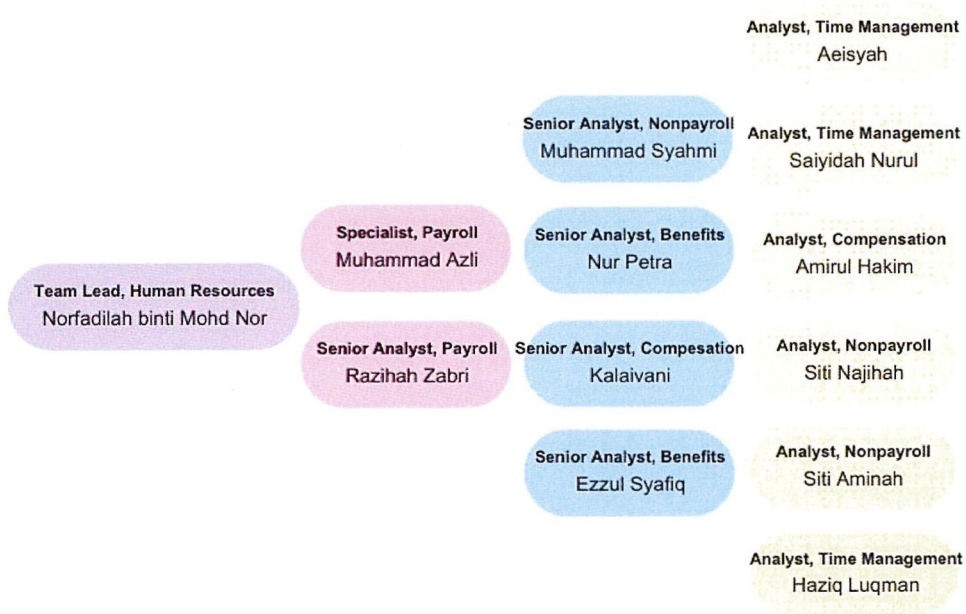 Team Lead, Human Resources
Norfadilah binti Mohd Nor
Specialist, Payroll
Muhammad Azli
Senior Analyst, Payroll
Razihah Zabri
Senior Analyst, Nonpayroll
Muhammad Syahmi
Senior Analyst, Benefits
Nur Petra
Senior Analyst, Compesation
Kalaivani
Senior Analyst, Benefits
Ezzul Syafiq
Analyst, Time Management
Aeisyah
Analyst, Time Management
Saiyidah Nurul
Analyst, Compensation
Amirul Hakim
Analyst, Nonpayroll
Siti Najihah
Analyst, Nonpayroll
Siti Aminah
Analyst, Time Management
Haziq Luqman